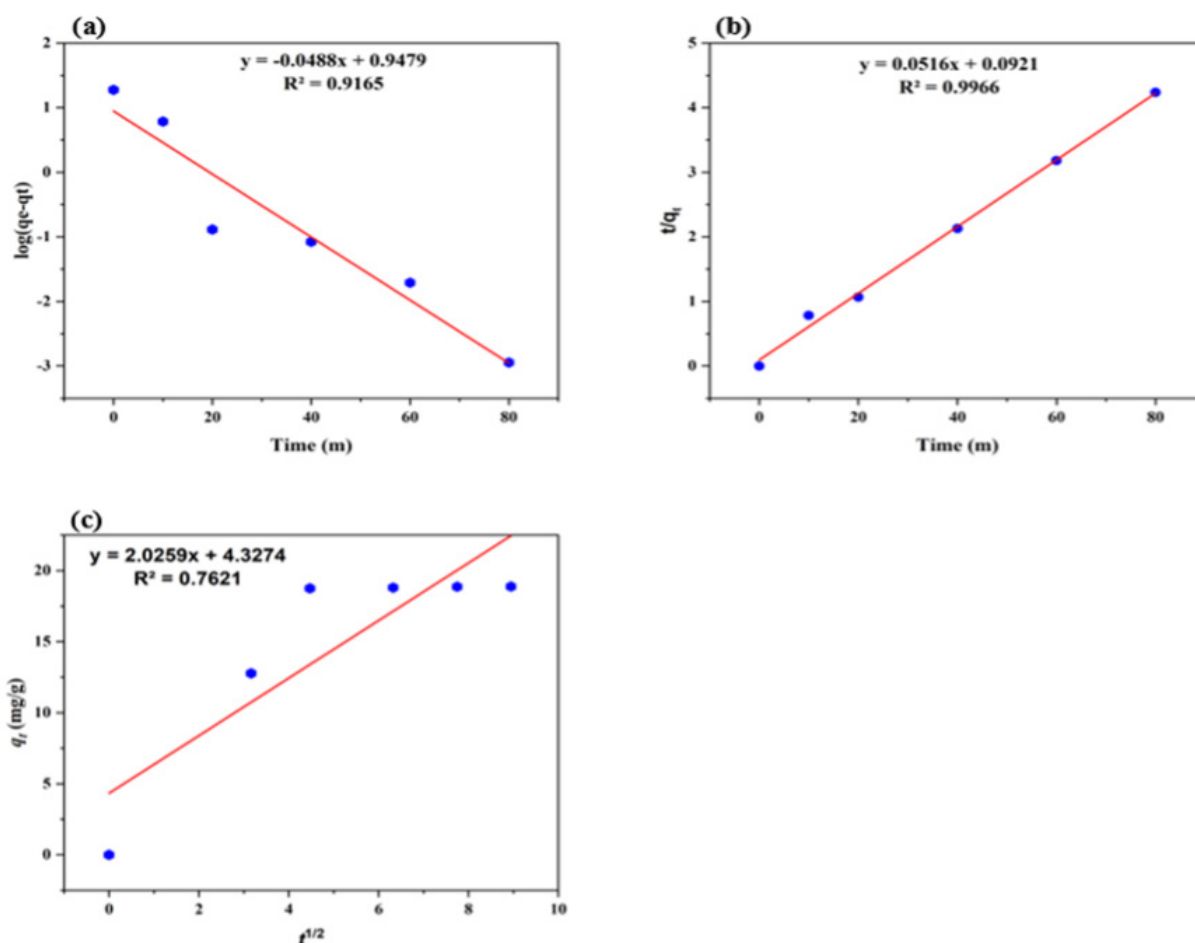 (a)
y = -0.0488x + 0.9479
R² = 0.9165
2
1
0
-1
-2
-3
log(qe-qt)
0 20 40 60 80
Time (m)
(b)
y = 0.0516x + 0.0921
R² = 0.9966
5
4
3
2
1
0
t/qt
0 20 40 60 80
Time (m)
(c)
y = 2.0259x + 4.3274
R² = 0.7621
20
15
10
5
0
qt (mg/g)
0 2 4 6 8 10
t1/2